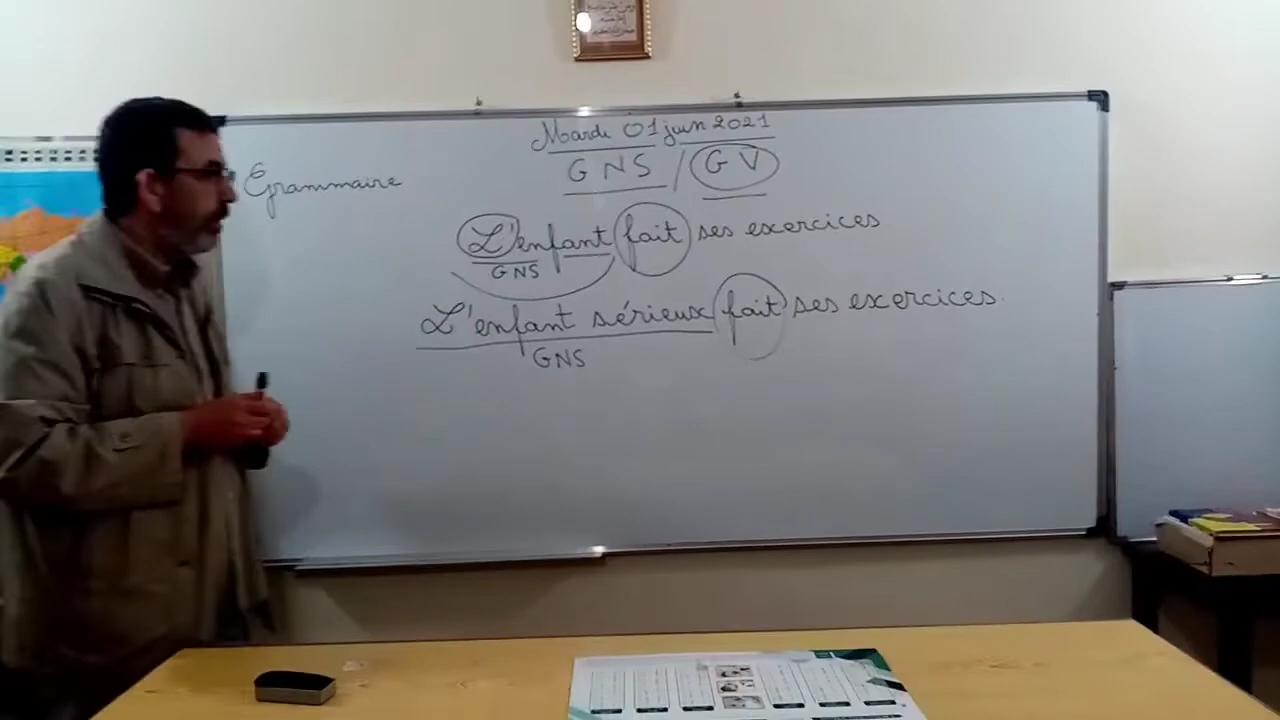 Mardi 01 juin 2021
GNS / GV
Grammaire
L'enfant fait ses exercices
GNS
L'enfant sérieux fait ses exercices.
GNS